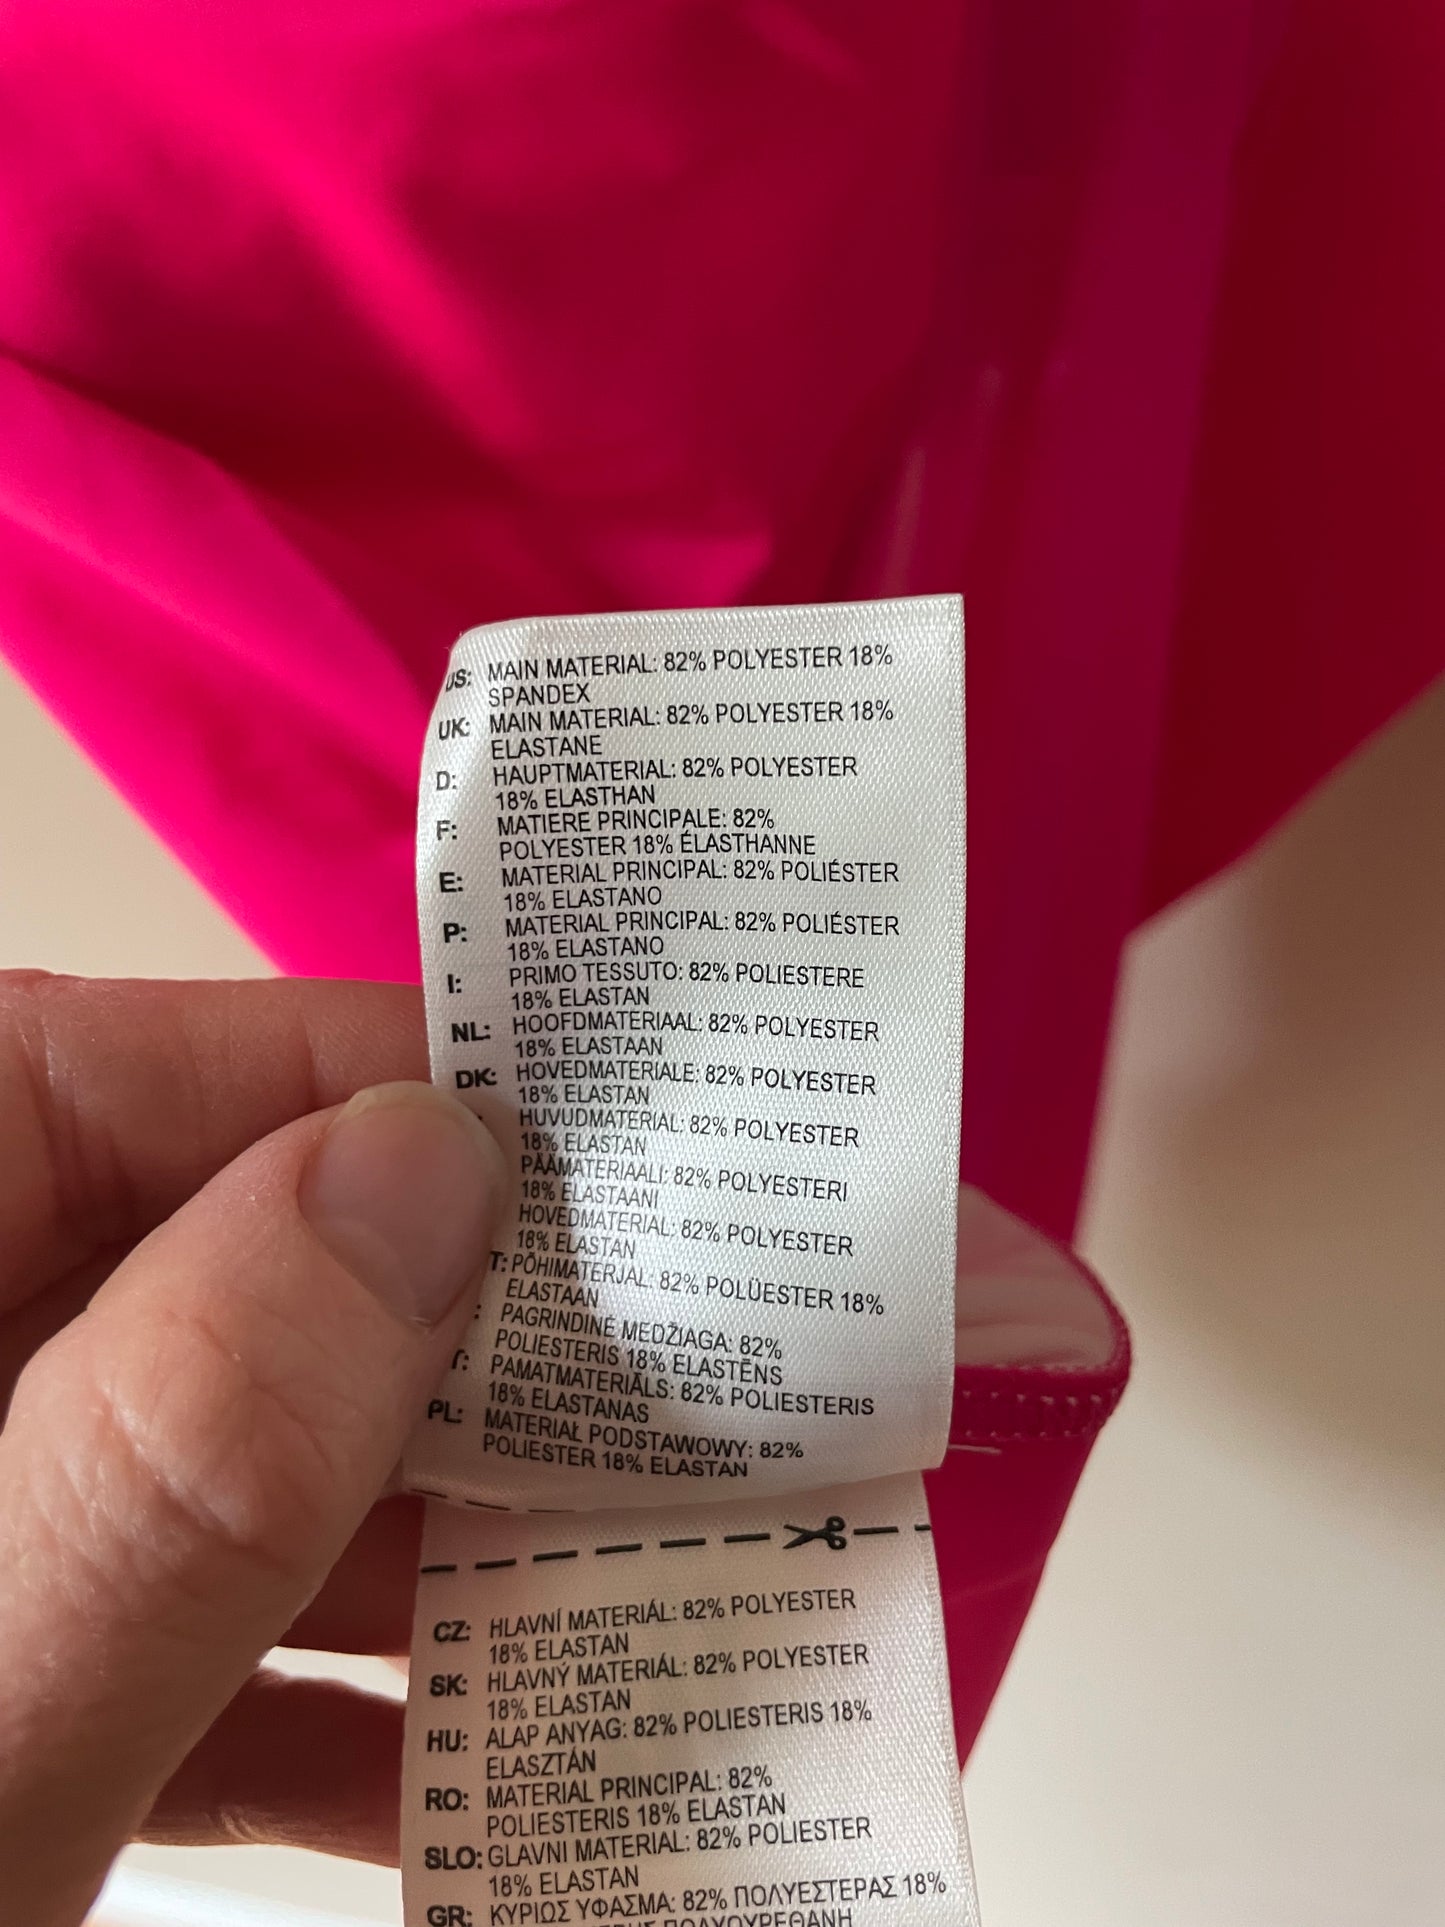 US: MAIN MATERIAL: 82% POLYESTER 18%
SPANDEX
UK: MAIN MATERIAL: 82% POLYESTER 18%
ELASTANE
D: HAUPTMATERIAL: 82% POLYESTER
18% ELASTHAN
F: MATIERE PRINCIPALE: 82%
POLYESTER 18% ÉLASTHANNE
E: MATERIAL PRINCIPAL: 82% POLIÉSTER
18% ELASTANO
P: MATERIAL PRINCIPAL: 82% POLIÉSTER
18% ELASTANO
I: PRIMO TESSUTO: 82% POLIESTERE
18% ELASTAN
NL: HOOFDMATERIAAL: 82% POLYESTER
18% ELASTAAN
DK: HOVEDMATERIALE: 82% POLYESTER
18% ELASTAN
HUVUDMATERIAL: 82% POLYESTER
18% ELASTAN
PÄÄMATERIAALI: 82% POLYESTERI
18% ELASTAANI
HOVEDMATERIAL: 82% POLYESTER
18% ELASTAN
T: PÕHIMATERJAL: 82% POLÜESTER 18%
ELASTAAN
: PAGRINDINĖ MEDŽIAGA: 82%
POLIESTERIS 18% ELASTĒNS
PAMATMATERIĀLS: 82% POLIESTERIS
18% ELASTANAS
PL: MATERIAŁ PODSTAWOWY: 82%
POLIESTER 18% ELASTAN
CZ: HLAVNÍ MATERIÁL: 82% POLYESTER
18% ELASTAN
SK: HLAVNÝ MATERIÁL: 82% POLYESTER
18% ELASTAN
HU: ALAP ANYAG: 82% POLIESTERIS 18%
ELASZTÁN
RO: MATERIAL PRINCIPAL: 82%
POLIESTERIS 18% ELASTAN
SLO: GLAVNI MATERIAL: 82% POLIESTER
18% ELASTAN
GR: ΚΥΡΙΩΣ ΥΦΑΣΜΑ: 82% ΠΟΛΥΕΣΤΕΡΑΣ 18%
ΠΟΛΥΟΥΡΕΘΑΝΗ